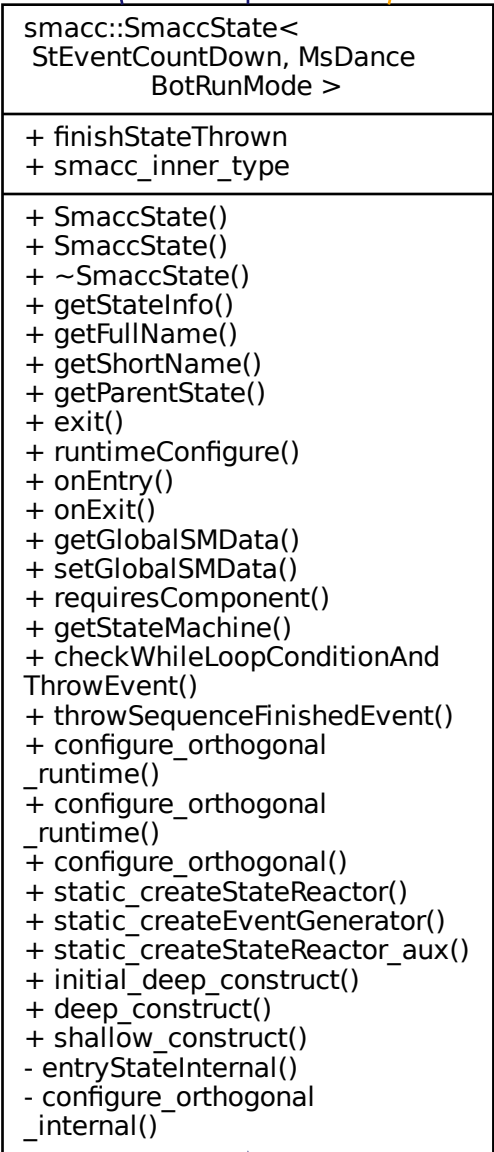 smacc::SmaccState<
StEventCountDown, MsDance
BotRunMode >
+ finishStateThrown
+ smacc_inner_type
+ SmaccState()
+ SmaccState()
+ ~SmaccState()
+ getStateInfo()
+ getFullName()
+ getShortName()
+ getParentState()
+ exit()
+ runtimeConfigure()
+ onEntry()
+ onExit()
+ getGlobalSMData()
+ setGlobalSMData()
+ requiresComponent()
+ getStateMachine()
+ checkWhileLoopConditionAnd
ThrowEvent()
+ throwSequenceFinishedEvent()
+ configure_orthogonal
_runtime()
+ configure_orthogonal
_runtime()
+ configure_orthogonal()
+ static_createStateReactor()
+ static_createEventGenerator()
+ static_createStateReactor_aux()
+ initial_deep_construct()
+ deep_construct()
+ shallow_construct()
- entryStateInternal()
- configure_orthogonal
_internal()